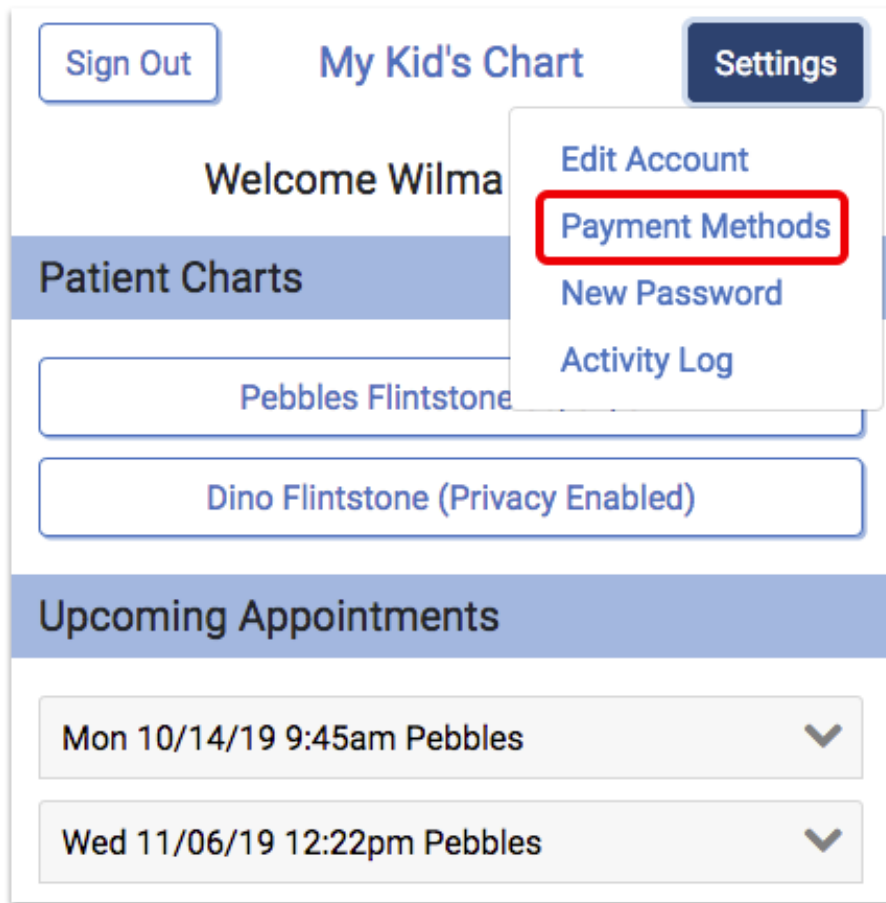 Sign Out
My Kid's Chart
Settings
Edit Account
Welcome Wilma
Payment Methods
Patient Charts
New Password
Activity Log
Pebbles Flintstone
Dino Flintstone (Privacy Enabled)
Upcoming Appointments
Mon 10/14/19 9:45am Pebbles
Wed 11/06/19 12:22pm Pebbles